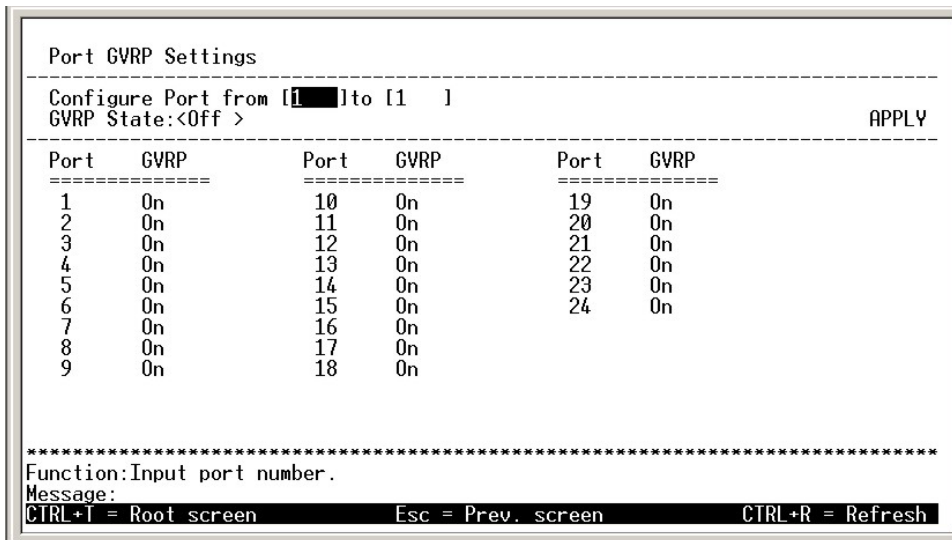 Port GVRP Settings
Configure Port from [1    ]to [1   ]
GVRP State:<Off >                                APPLY
Port    GVRP        Port    GVRP        Port    GVRP
==============      ==============      ==============
1       On          10      On          19      On
2       On          11      On          20      On
3       On          12      On          21      On
4       On          13      On          22      On
5       On          14      On          23      On
6       On          15      On          24      On
7       On          16      On
8       On          17      On
9       On          18      On
*******************************************************************************
Function:Input port number.
Message:
CTRL+T = Root screen        Esc = Prev. screen        CTRL+R = Refresh